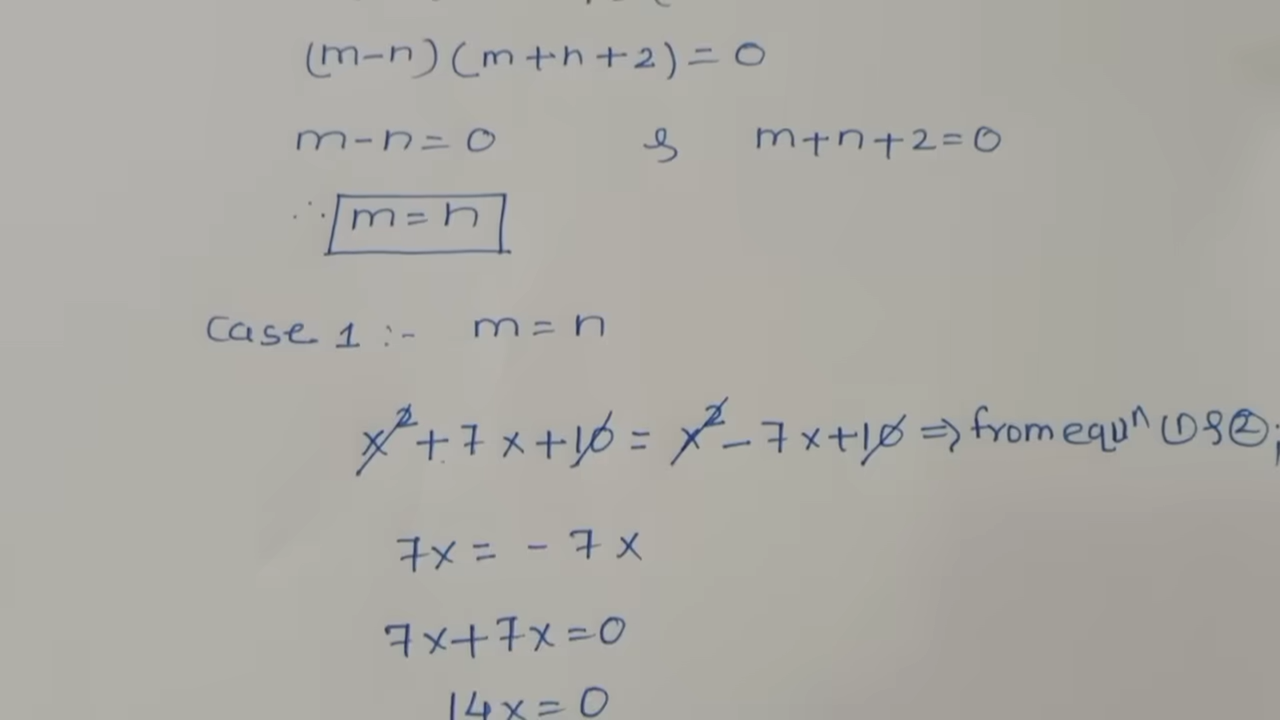 (m-n)(m+n+2)=0
m-n=0 & m+n+2=0
∴ m=n
Case 1 :- m=n
x²+7x+10 = x²-7x+10 ⇒ from equⁿ ① & ②,
7x = -7x
7x+7x=0
14x=0